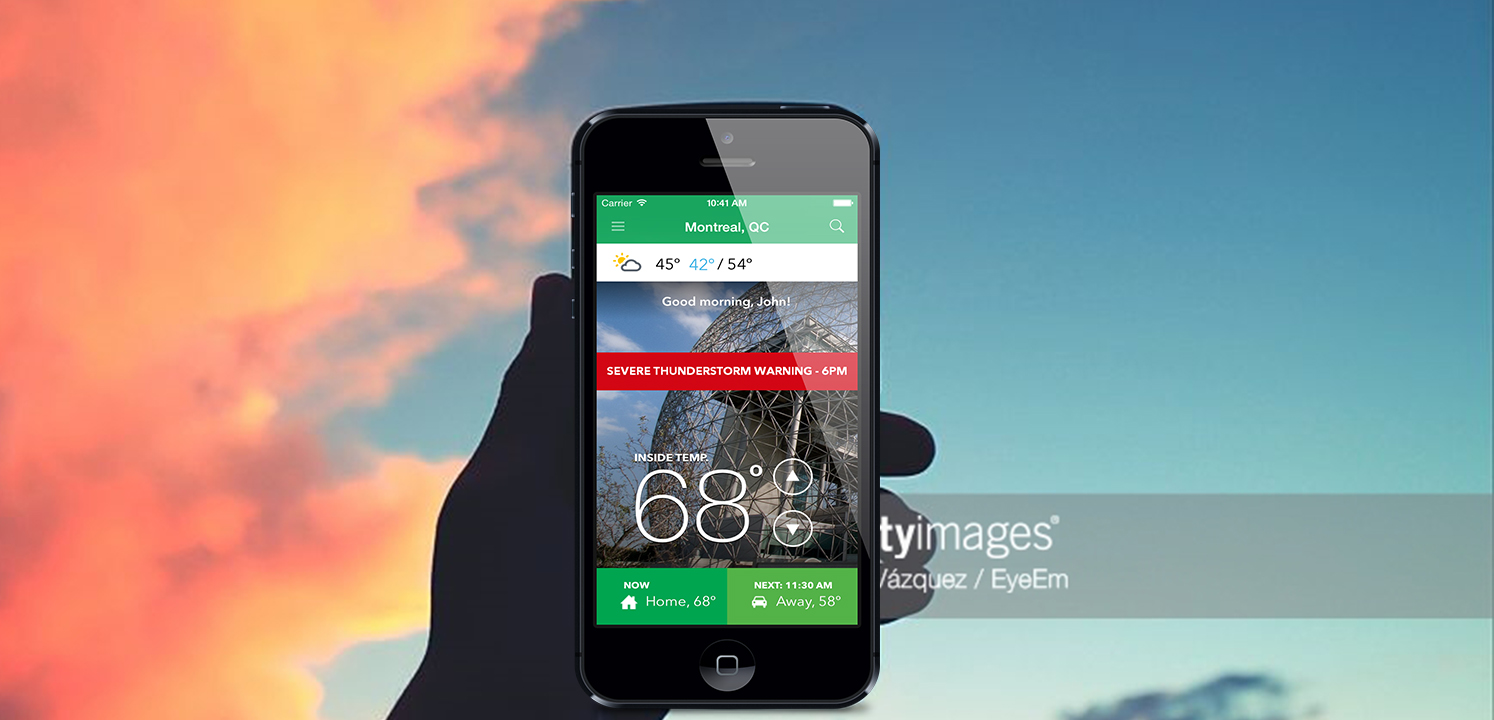 Carrier 10:41 AM
Montreal, QC
45° 42° / 54°
Good morning, John!
SEVERE THUNDERSTORM WARNING - 6PM
INSIDE TEMP.
68°
NOW
Home, 68°
NEXT: 11:30 AM
Away, 58°
tyimages®
Vázquez / EyeEm